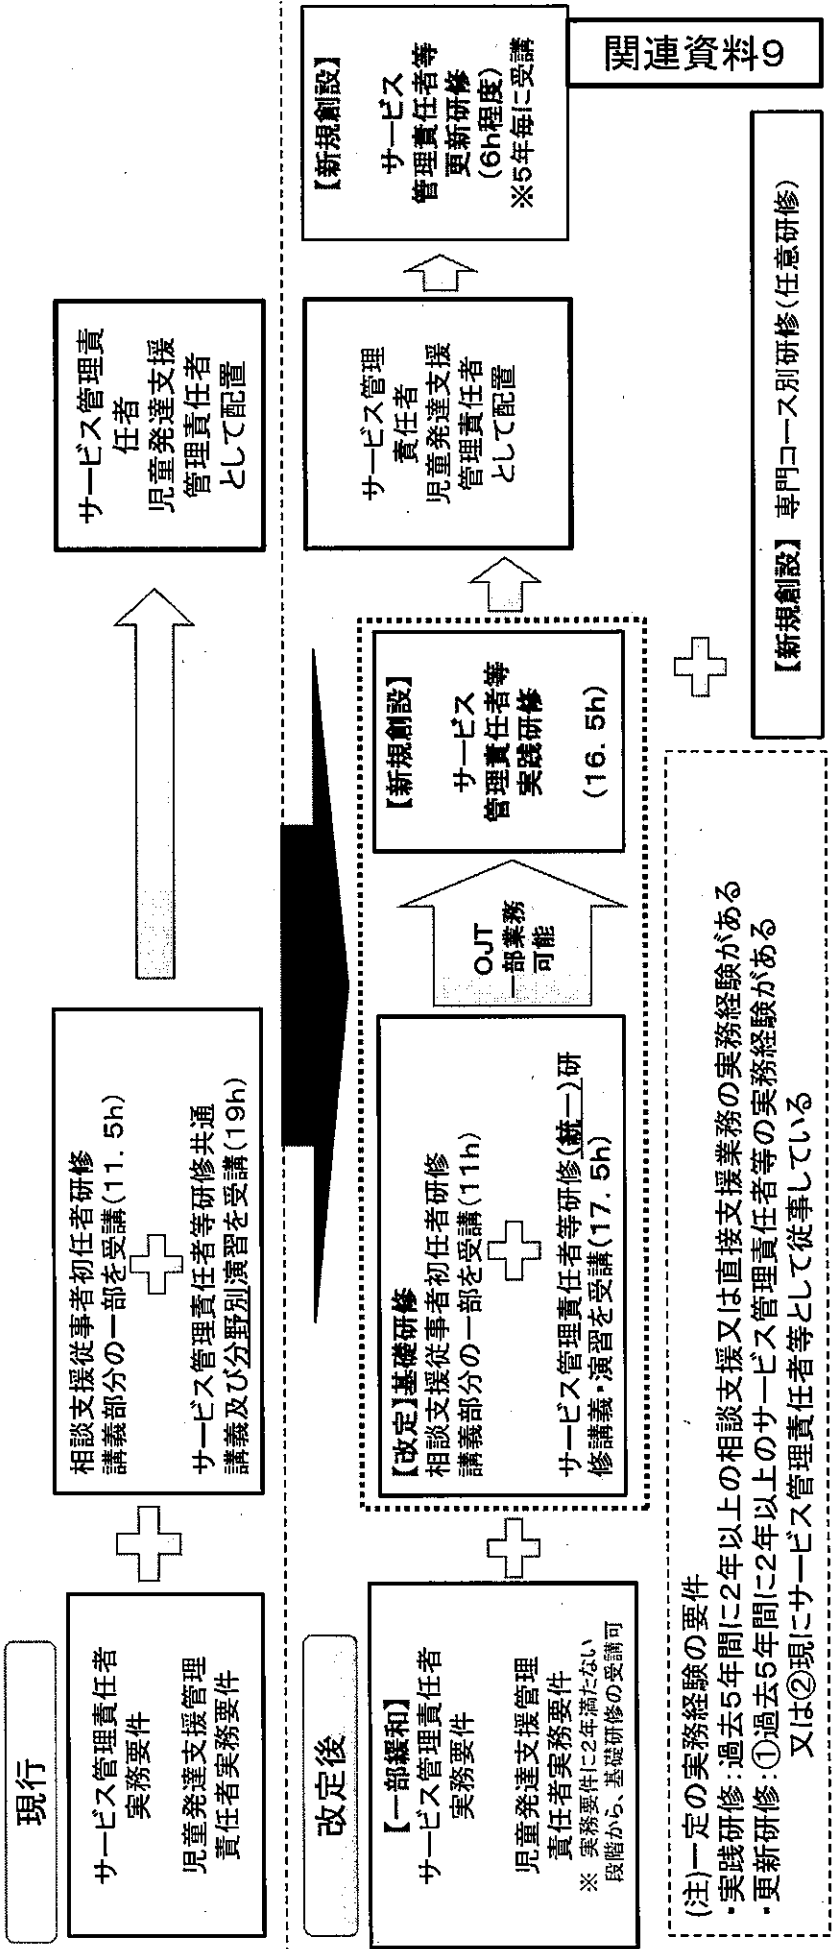 関連資料9
現行
サービス管理責任者
実務要件
児童発達支援管理
責任者実務要件
相談支援従事者初任者研修
講義部分の一部を受講(11.5h)
サービス管理責任者等研修共通
講義及び分野別演習を受講(19h)
サービス管理責
任者
児童発達支援
管理責任者
として配置
改定後
【一部緩和】
サービス管理責任者
実務要件
児童発達支援管理
責任者実務要件
※ 実務要件に2年満たない
段階から、基礎研修の受講可
【改定】基礎研修
相談支援従事者初任者研修
講義部分の一部を受講(11h)
サービス管理責任者等研修(統一)研
修講義・演習を受講(17.5h)
OJT
一部業務
可能
【新規創設】
サービス
管理責任者等
実践研修
(16.5h)
サービス管理
責任者
児童発達支援
管理責任者
として配置
【新規創設】
サービス
管理責任者等
更新研修
(6h程度)
※5年毎に受講
(注)一定の実務経験の要件
・実践研修:過去5年間に2年以上の相談支援又は直接支援業務の実務経験がある
・更新研修:①過去5年間に2年以上のサービス管理責任者等の実務経験がある
又は②現にサービス管理責任者等として従事している
【新規創設】 専門コース別研修(任意研修)